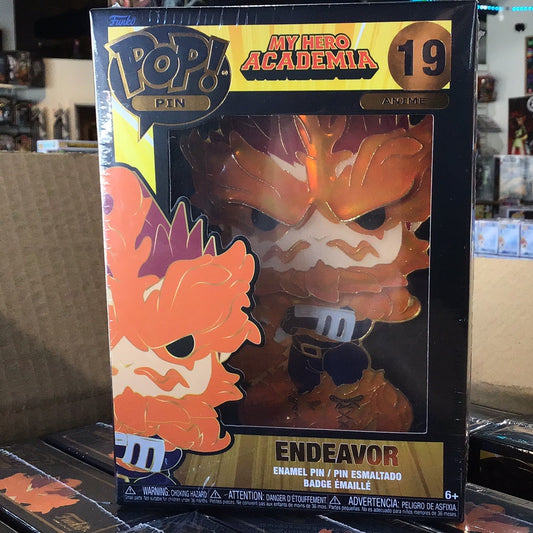 Funko
POP!
PIN
MY HERO
ACADEMIA
19
ANIME
ENDEAVOR
ENAMEL PIN / PIN ESMALTADO
BADGE ÉMAILLÉ
WARNING: CHOKING HAZARD
ATTENTION: DANGER D'ÉTOUFFEMENT
ADVERTENCIA: PELIGRO DE ASFIXIA.
6+